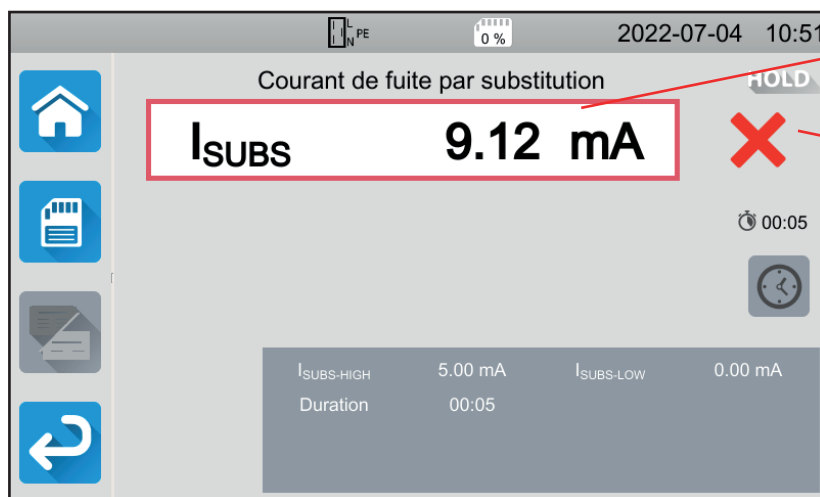 L
N PE 0 % 2022-07-04 10:51
Courant de fuite par substitution HOLD
ISUBS 9.12 mA
00:05
ISUBS-HIGH 5.00 mA ISUBS-LOW 0.00 mA
Duration 00:05